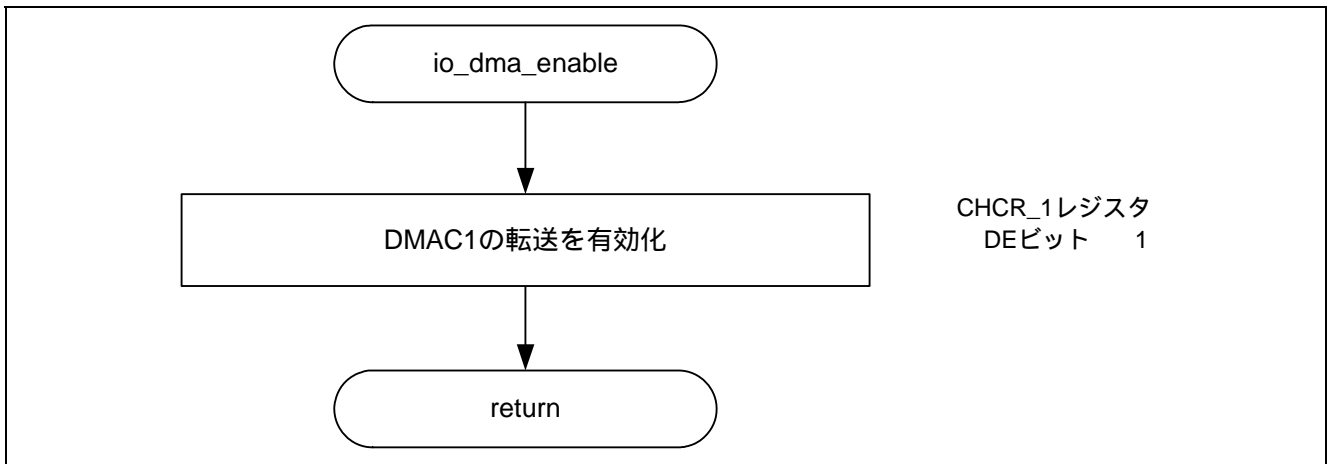 io_dma_enable
DMAC1の転送を有効化
CHCR_1レジスタ
DEビット 1
return